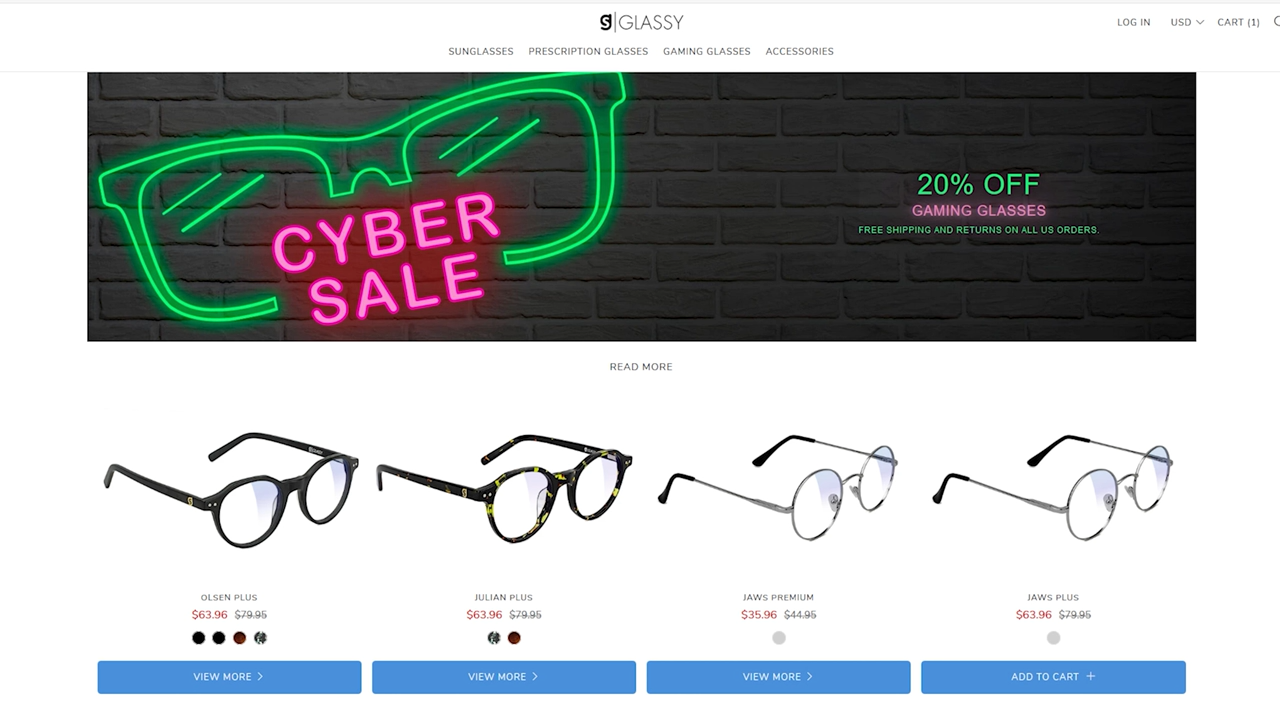 GLASSY
LOG IN
USD
CART (1)
SUNGLASSES
PRESCRIPTION GLASSES
GAMING GLASSES
ACCESSORIES
CYBER
SALE
20% OFF
GAMING GLASSES
FREE SHIPPING AND RETURNS ON ALL US ORDERS.
READ MORE
OLSEN PLUS
$63.96 $79.95
VIEW MORE
JULIAN PLUS
$63.96 $79.95
VIEW MORE
JAWS PREMIUM
$35.96 $44.95
VIEW MORE
JAWS PLUS
$63.96 $79.95
ADD TO CART +